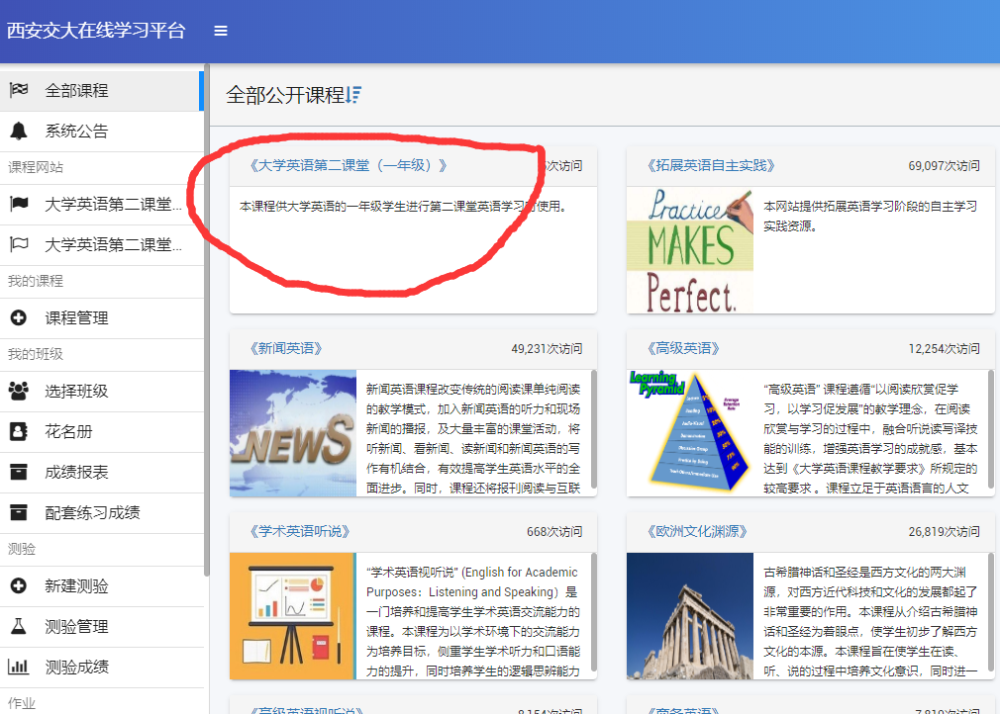 西安交大在线学习平台
全部课程
系统公告
课程网站
大学英语第二课堂...
大学英语第二课堂...
我的课程
课程管理
我的班级
选择班级
花名册
成绩报表
配套练习成绩
测验
新建测验
测验管理
测验成绩
作业
全部公开课程
《大学英语第二课堂（一年级）》
次访问
本课程供大学英语的一年级学生进行第二课堂英语学习时使用。
《拓展英语自主实践》
69,097次访问
Practice
MAKES
Perfect.
本网站提供拓展英语学习阶段的自主学习
实践资源。
《新闻英语》
49,231次访问
NEWS
新闻英语课程改变传统的阅读课单纯阅读
的教学模式，加入新闻英语的听力和现场
新闻的播报，及大量丰富的课堂活动，将
听新闻、看新闻、读新闻和新闻英语的写
作有机结合，有效提高学生英语水平的全
面进步。同时，课程还将报刊阅读与互联
《高级英语》
12,254次访问
Learning
Pyramid
“高级英语” 课程遵循“以阅读欣赏促学
习，以学习促发展”的教学理念，在阅读
欣赏与学习的过程中，融合听说读写译技
能的训练，增强英语学习的成就感，基本
达到《大学英语课程教学要求》所规定的
较高要求 。课程立足于英语语言的人文
《学术英语听说》
668次访问
“学术英语视听说” (English for Academic
Purposes：Listening and Speaking）是
一门培养和提高学生学术英语交流能力的
课程。本课程为以学术环境下的交流能力
为培养目标，侧重学生学术听力和口语能
力的提升，同时培养学生的逻辑思辨能力
《欧洲文化渊源》
26,819次访问
古希腊神话和圣经是西方文化的两大渊
源，对西方近代科技和文化的发展都起了
非常重要的作用。本课程从介绍古希腊神
话和圣经为着眼点，使学生初步了解西方
文化的本源。本课程旨在使学生在读、
听、说的过程中培养文化意识，同时进一
《高级英语视听说》
8,154次访问
《商务英语》